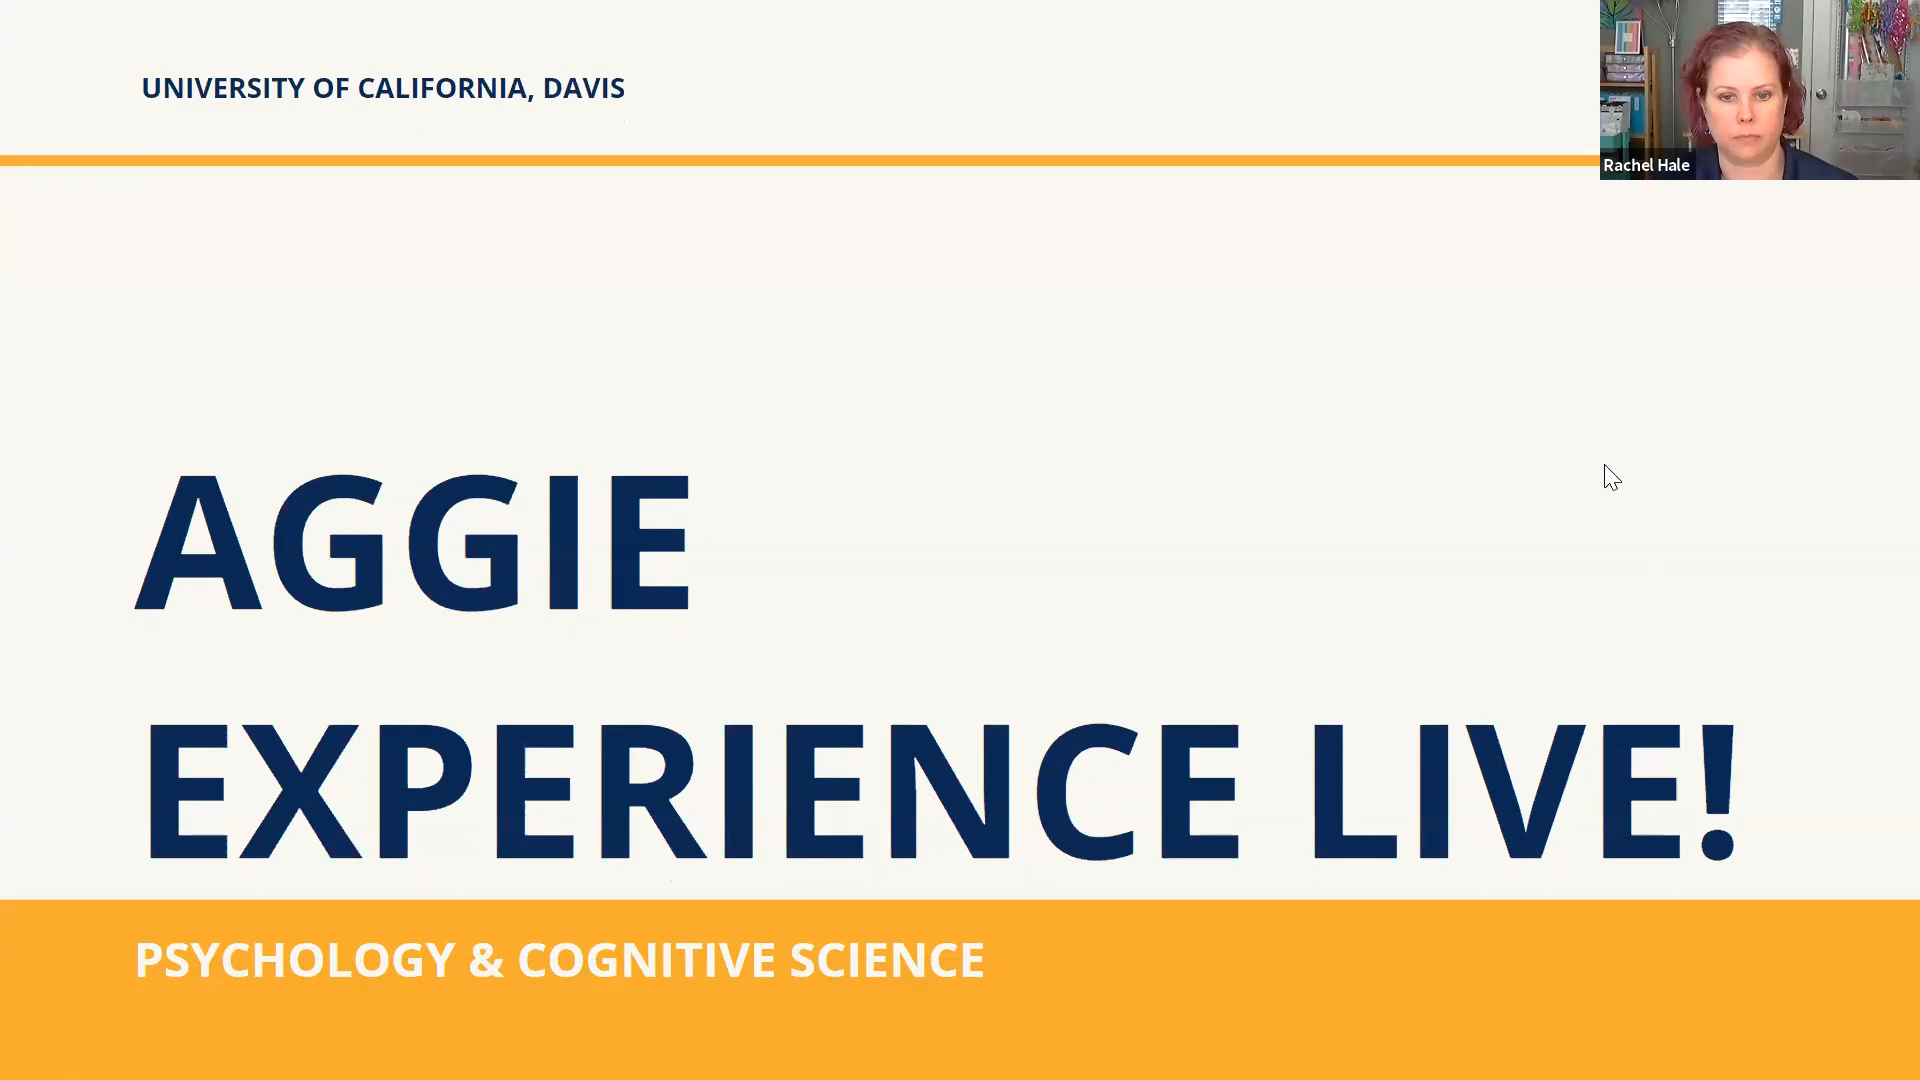 UNIVERSITY OF CALIFORNIA, DAVIS
Rachel Hale
AGGIE
EXPERIENCE LIVE!
PSYCHOLOGY & COGNITIVE SCIENCE